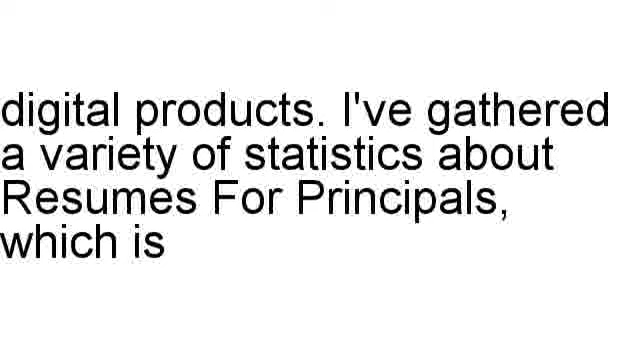 digital products. I've gathered
a variety of statistics about
Resumes For Principals,
which is